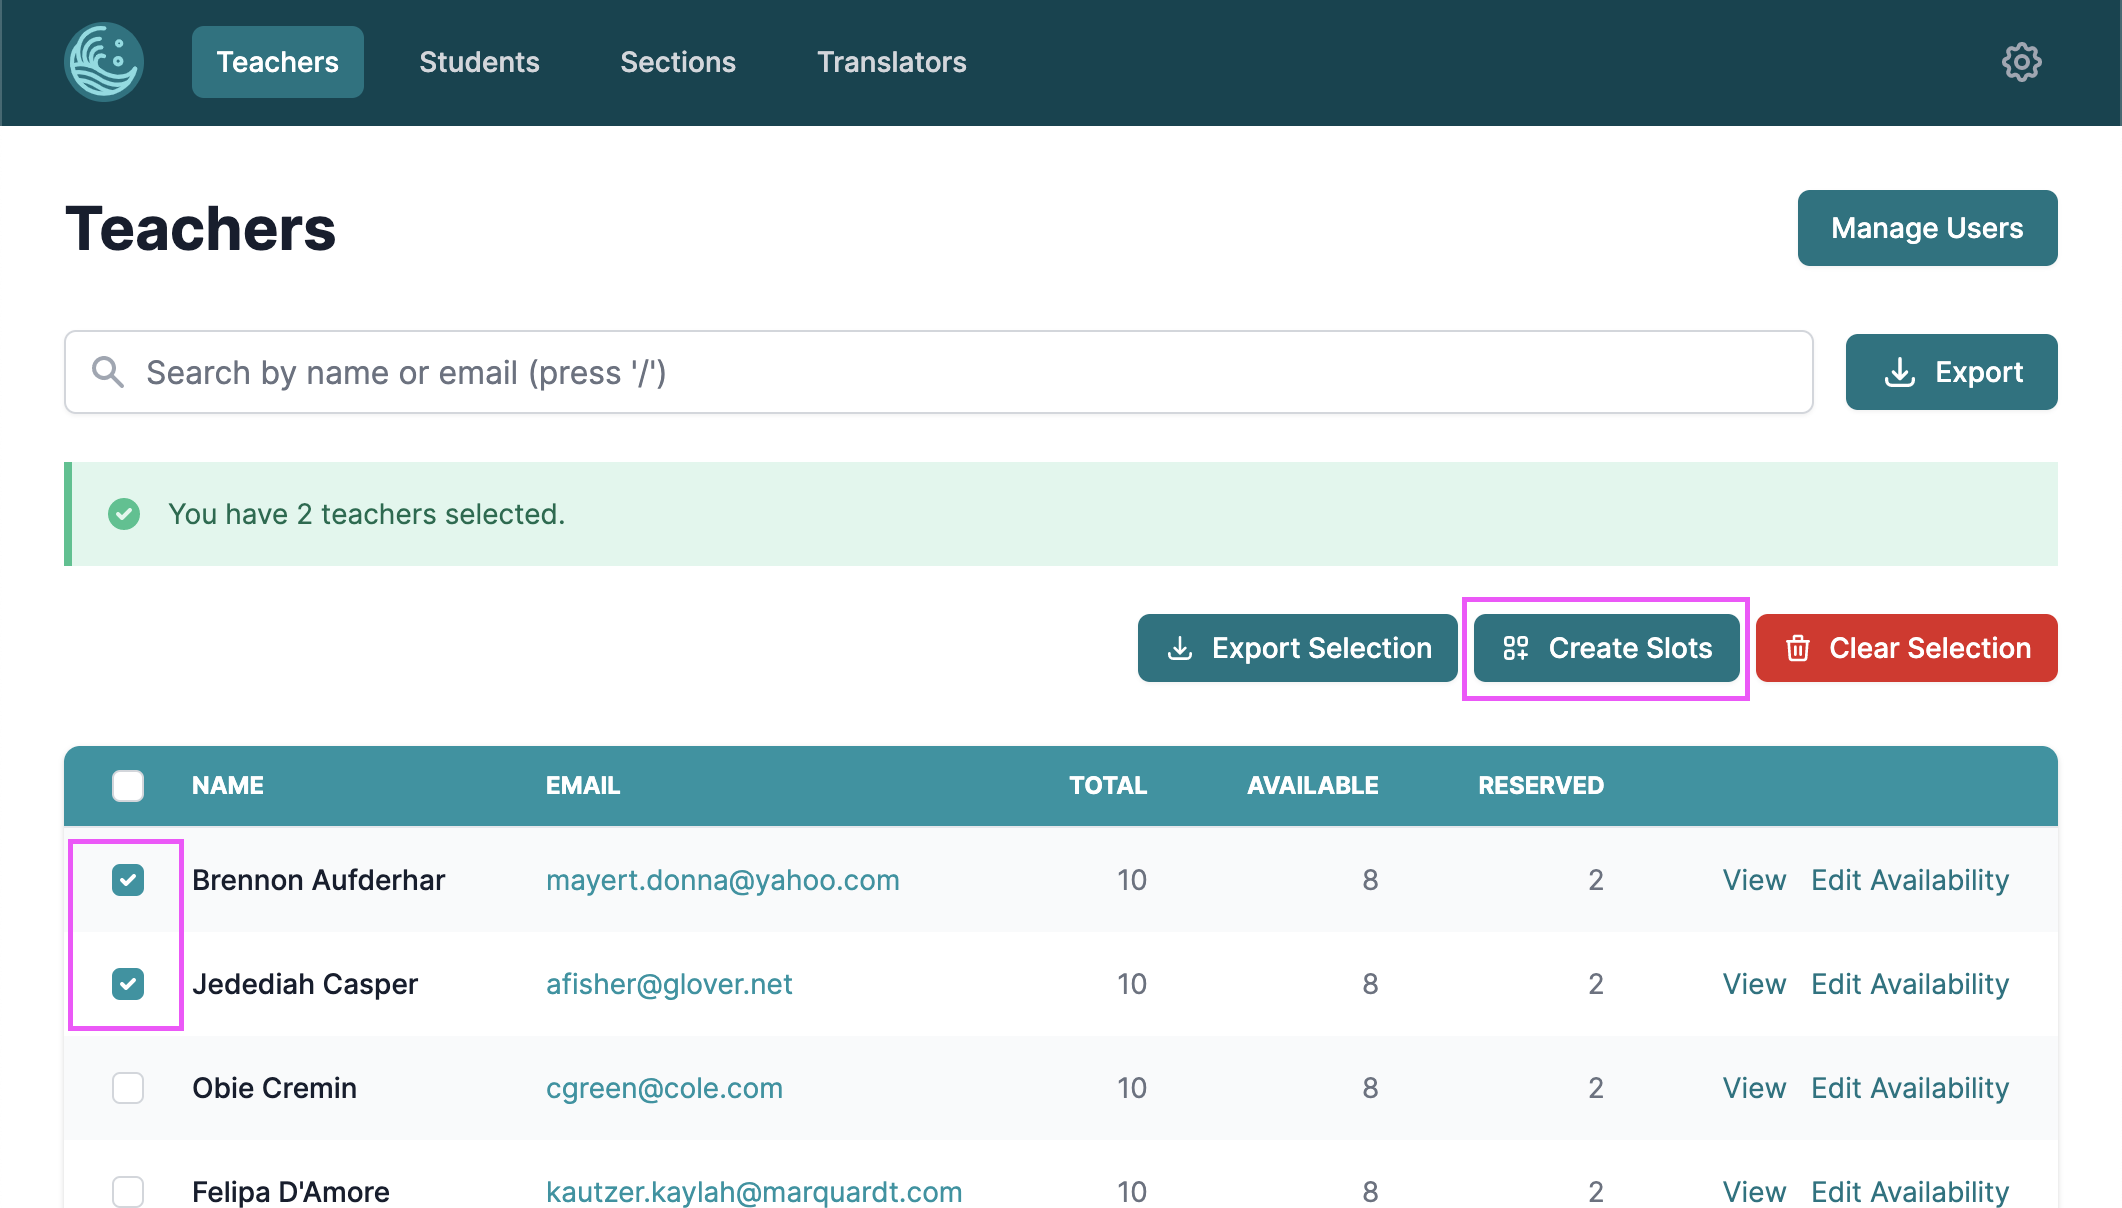 Teachers Students Sections Translators
Teachers
Manage Users
Search by name or email (press '/')
Export
You have 2 teachers selected.
Export Selection Create Slots Clear Selection
NAME EMAIL TOTAL AVAILABLE RESERVED
Brennon Aufderhar mayert.donna@yahoo.com 10 8 2 View Edit Availability
Jedediah Casper afisher@glover.net 10 8 2 View Edit Availability
Obie Cremin cgreen@cole.com 10 8 2 View Edit Availability
Felipa D'Amore kautzer.kaylah@marquardt.com 10 8 2 View Edit Availability